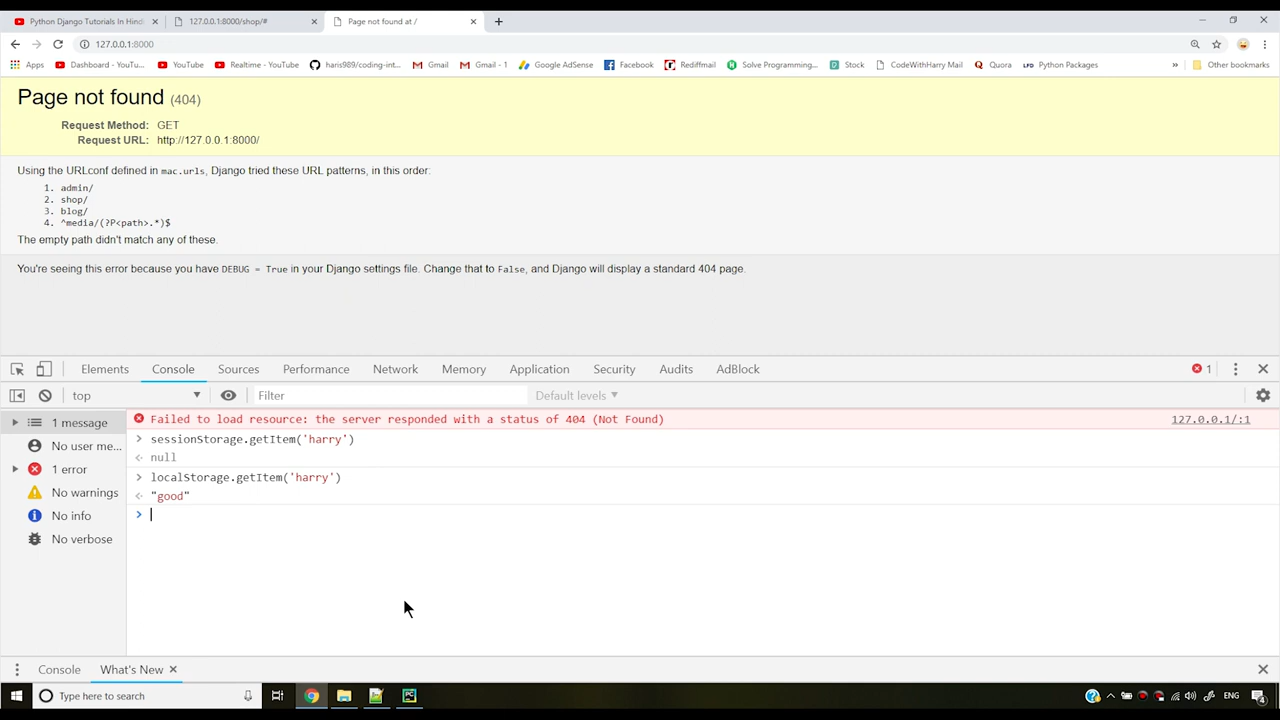 Python Django Tutorials In Hind
127.0.0.1:8000/shop/#
Page not found at /
127.0.0.1:8000
Apps
Dashboard - YouTu...
YouTube
Realtime - YouTube
haris989/coding-int...
Gmail
Gmail - 1
Google AdSense
Facebook
Rediffmail
Solve Programming...
Stock
CodeWithHarry Mail
Quora
Python Packages
»
Other bookmarks
Page not found (404)
Request Method: GET
Request URL: http://127.0.0.1:8000/
Using the URLconf defined in mac.urls, Django tried these URL patterns, in this order:
1. admin/
2. shop/
3. blog/
4. ^media/(?P<path>.*)$
The empty path didn't match any of these.
You're seeing this error because you have DEBUG = True in your Django settings file. Change that to False, and Django will display a standard 404 page.
Elements Console Sources Performance Network Memory Application Security Audits AdBlock 1
top Filter Default levels
1 message
No user me...
1 error
No warnings
No info
No verbose
Failed to load resource: the server responded with a status of 404 (Not Found) 127.0.0.1/:1
> sessionStorage.getItem('harry')
null
> localStorage.getItem('harry')
"good"
>
Console What's New
Type here to search
ENG
4